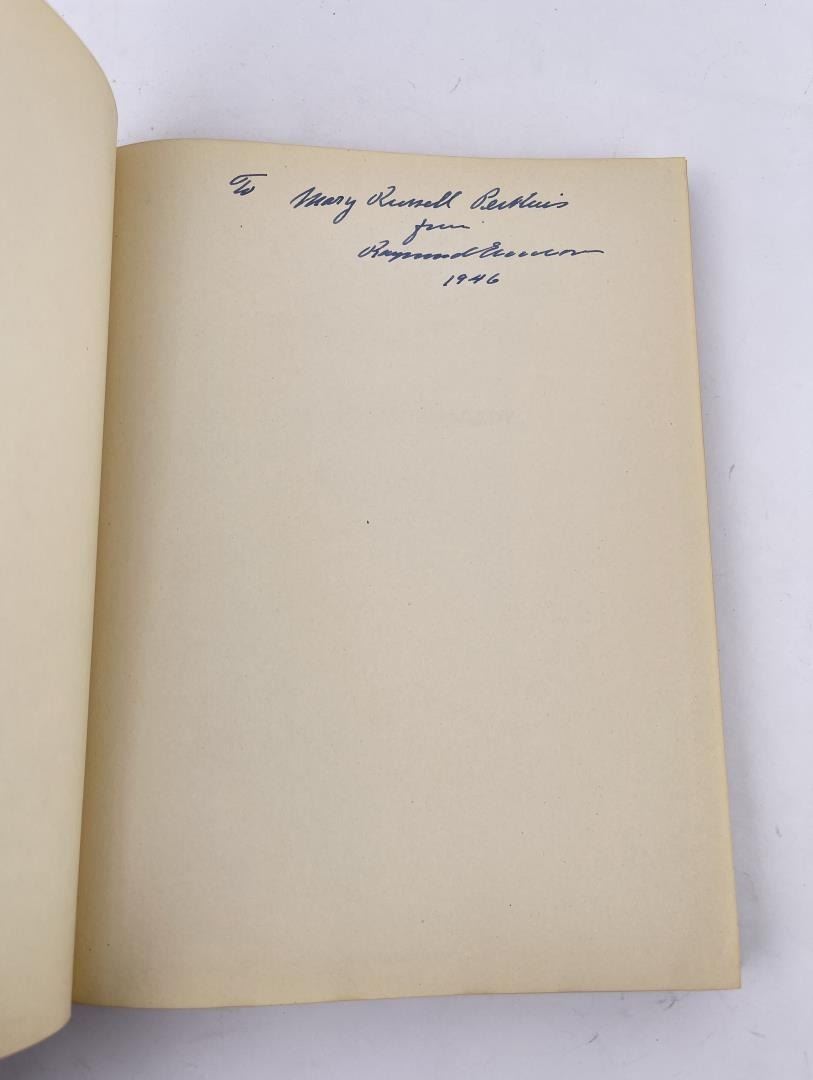 To Mary Russell Perkins
from
Raymond Emerson
1946